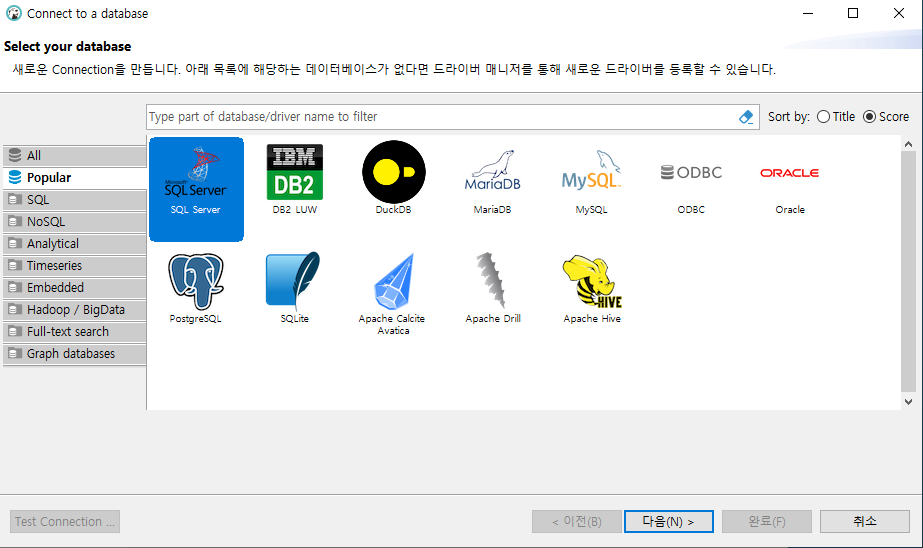 Connect to a database
Select your database
새로운 Connection을 만듭니다. 아래 목록에 해당하는 데이터베이스가 없다면 드라이버 매니저를 통해 새로운 드라이버를 등록할 수 있습니다.
Type part of database/driver name to filter
Sort by: Title Score
All
Popular
SQL
NoSQL
Analytical
Timeseries
Embedded
Hadoop / BigData
Full-text search
Graph databases
Microsoft
SQL Server
SQL Server
IBM
DB2
DB2 LUW
DuckDB
MariaDB
MariaDB
MySQL
MySQL
ODBC
ODBC
ORACLE
Oracle
PostgreSQL
SQLite
Apache Calcite
Avatica
Apache Drill
HIVE
Apache Hive
Test Connection ...
< 이전(B)
다음(N) >
완료(F)
취소